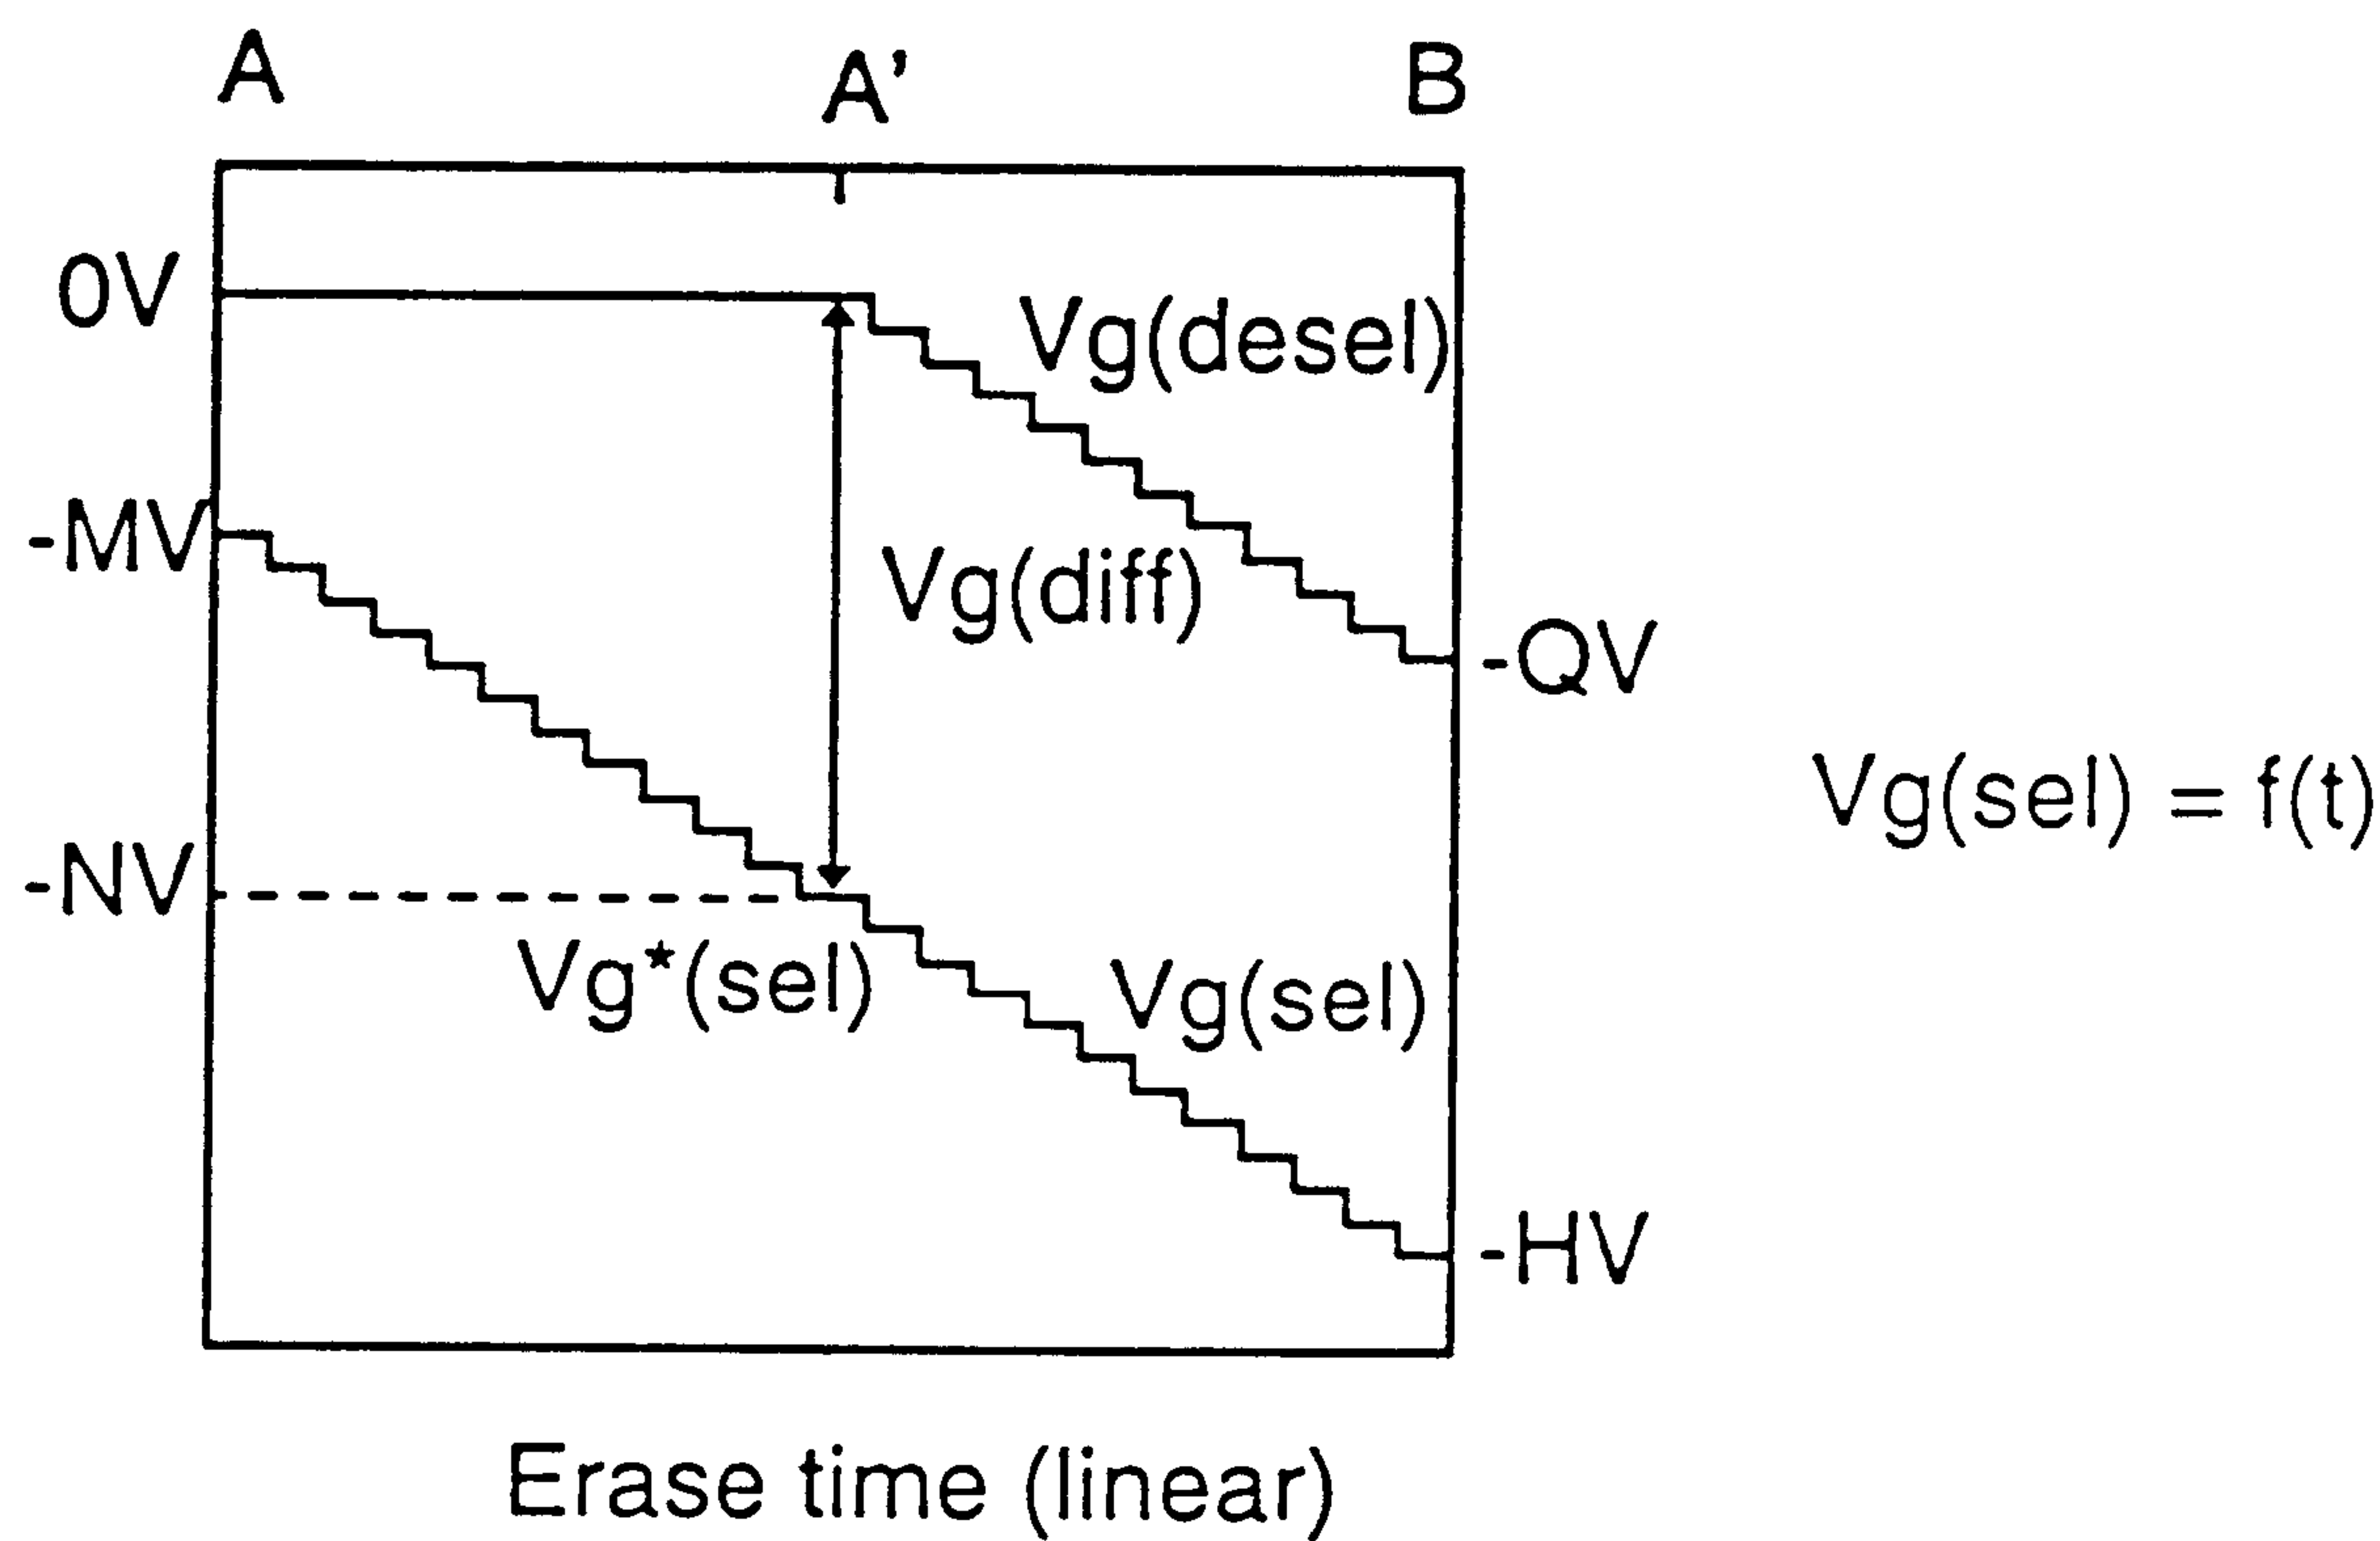 A
A'
B
0V
Vg(desel)
-MV
Vg(diff)
-QV
Vg(sel) = f(t)
-NV
Vg*(sel)
Vg(sel)
-HV
Erase time (linear)